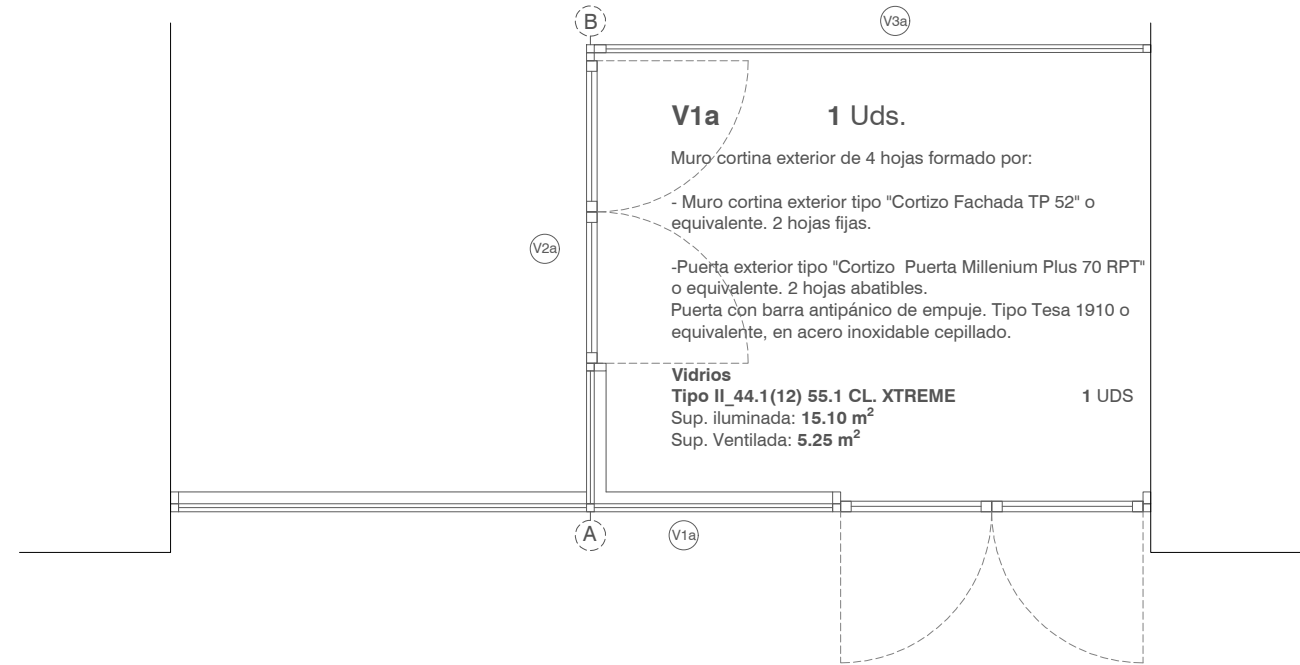 B
V3a
V1a 1 Uds.
Muro cortina exterior de 4 hojas formado por:
- Muro cortina exterior tipo "Cortizo Fachada TP 52" o
equivalente. 2 hojas fijas.
V2a
-Puerta exterior tipo "Cortizo  Puerta Millenium Plus 70 RPT"
o equivalente. 2 hojas abatibles.
Puerta con barra antipánico de empuje. Tipo Tesa 1910 o
equivalente, en acero inoxidable cepillado.
Vidrios
Tipo II_44.1(12) 55.1 CL. XTREME 1 UDS
Sup. iluminada: 15.10 m²
Sup. Ventilada: 5.25 m²
A
V1a